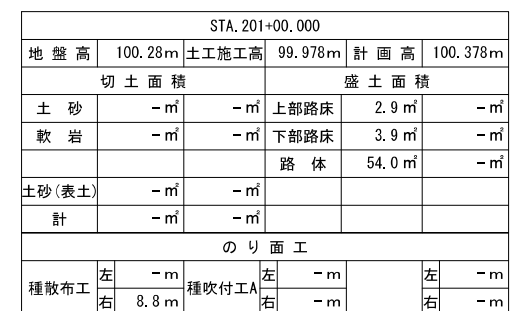 STA. 201+00.000
地 盤 高 100.28m 土工施工高 99.978m 計 画 高 100.378m
切 土 面 積 盛 土 面 積
土 砂 －㎡ －㎡ 上部路床 2.9㎡ －㎡
軟 岩 －㎡ －㎡ 下部路床 3.9㎡ －㎡
路 体 54.0㎡ －㎡
土砂(表土) －㎡ －㎡
計 －㎡ －㎡
の り 面 工
種散布工 左 －m 種吹付工A 左 －m 左 －m
右 8.8m 右 －m 右 －m